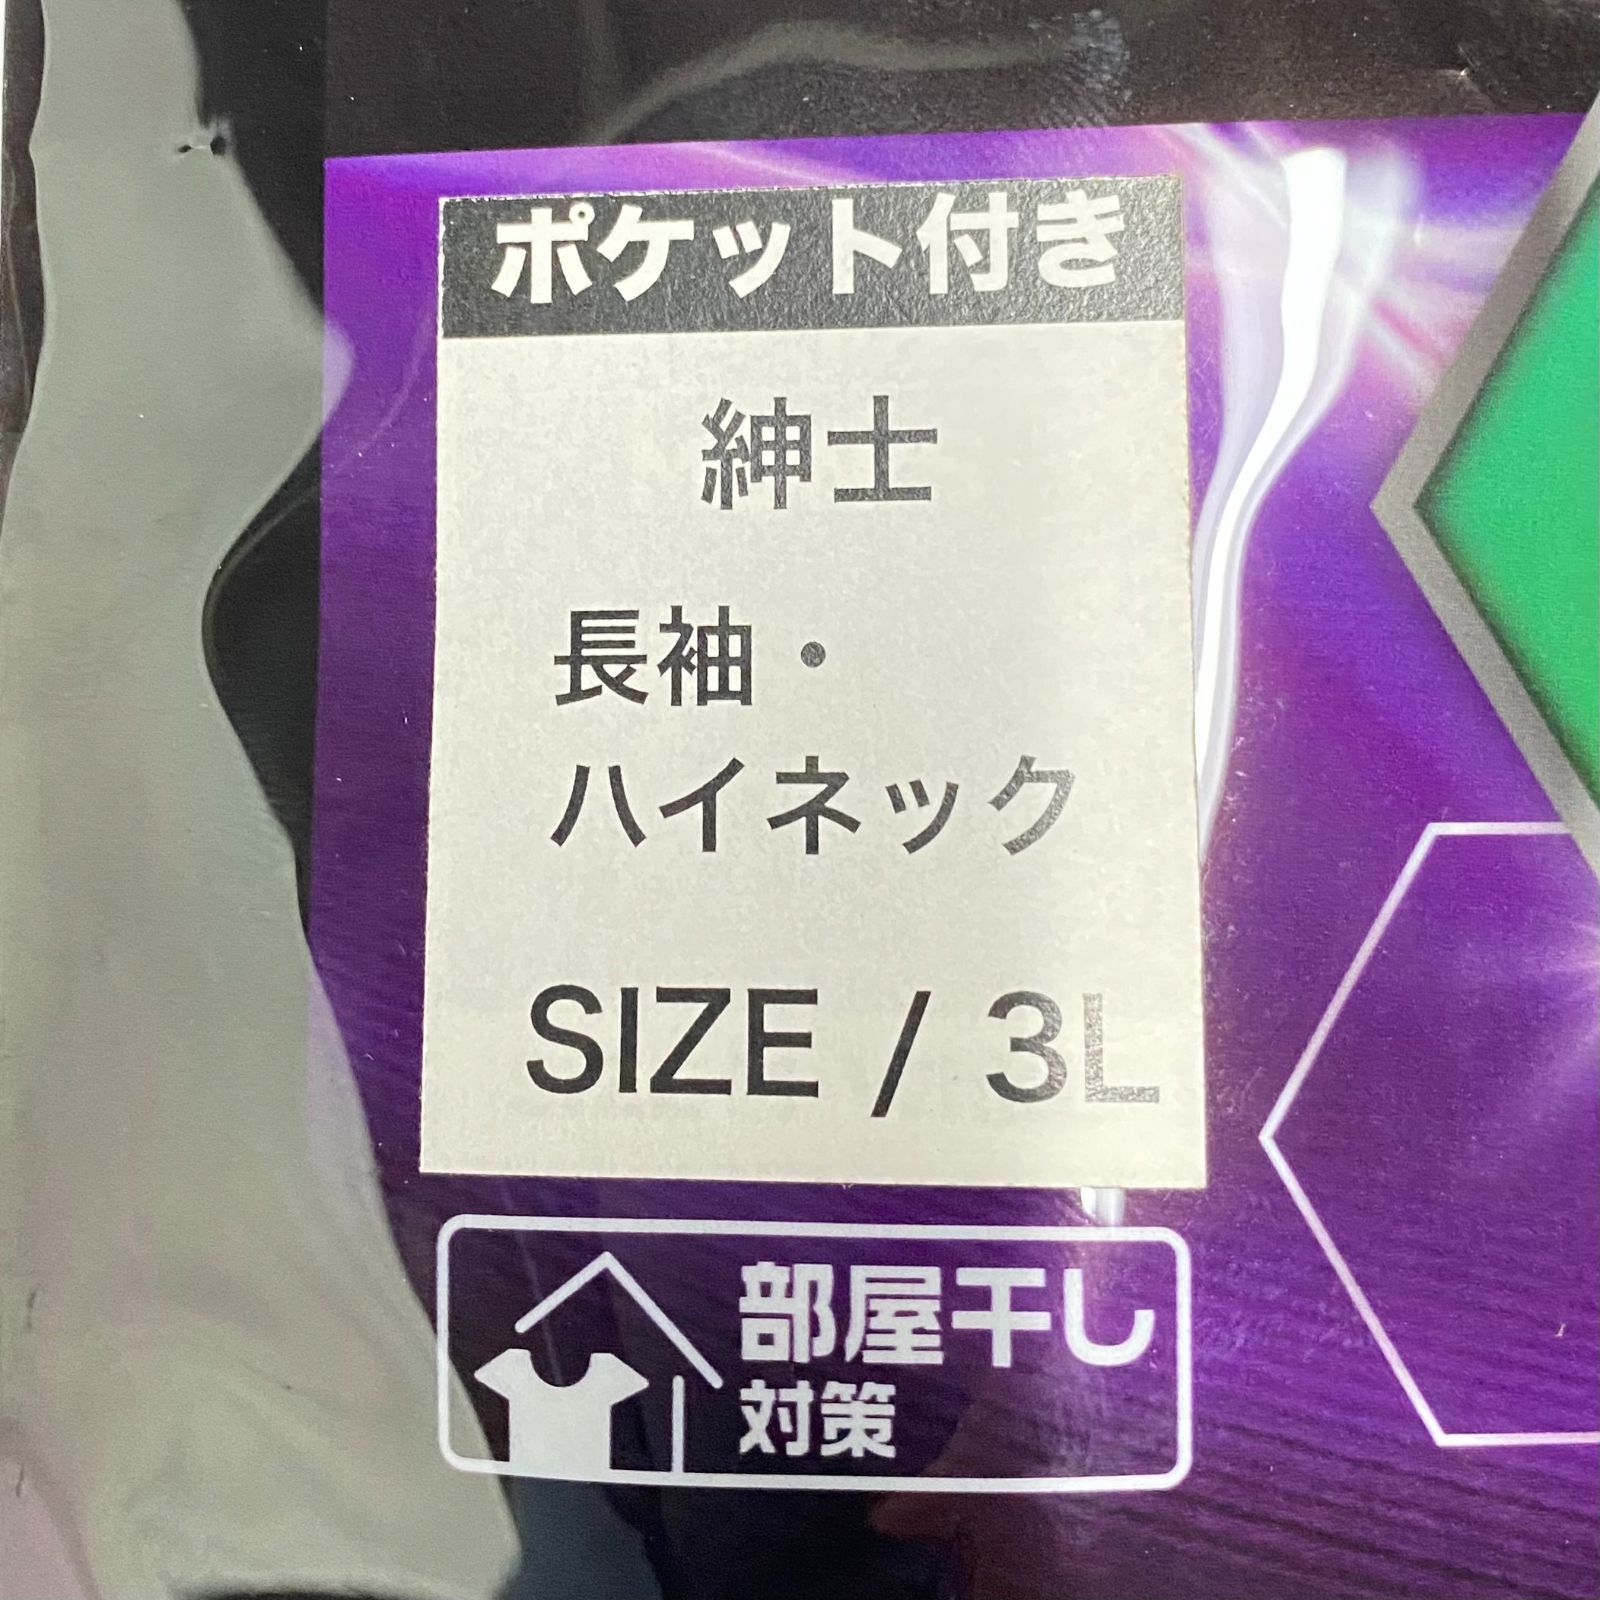 ポケット付き
紳士
長袖・
ハイネック
SIZE / 3L
部屋干し
対策